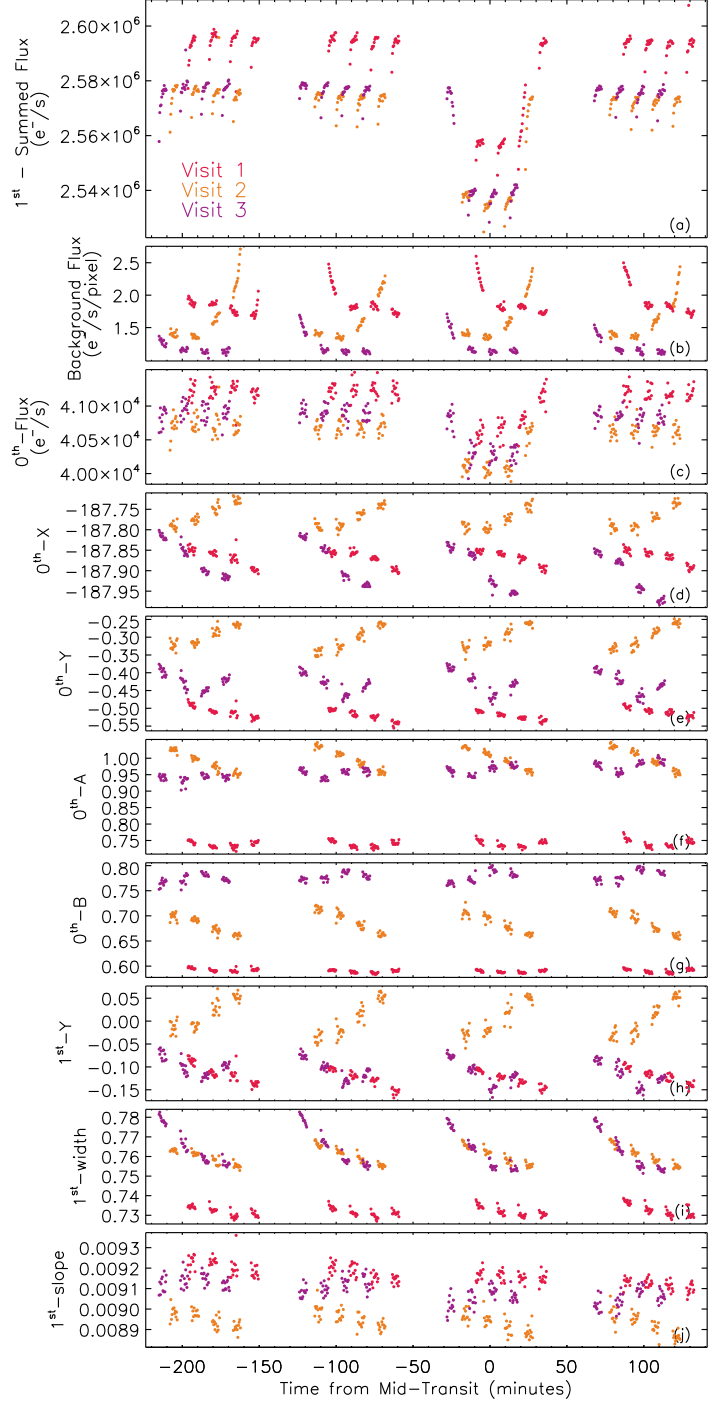 1st − Summed Flux
(e−/s)
2.60×10⁶
2.58×10⁶
2.56×10⁶
2.54×10⁶
Visit 1
Visit 2
Visit 3
(a)
Background Flux
(e−/s/pixel)
2.5
2.0
1.5
(b)
0th−Flux
(e−/s)
4.10×10⁴
4.05×10⁴
4.00×10⁴
(c)
0th−X
−187.75
−187.80
−187.85
−187.90
−187.95
(d)
0th−Y
−0.25
−0.30
−0.35
−0.40
−0.45
−0.50
−0.55
(e)
0th−A
1.00
0.95
0.90
0.85
0.80
0.75
(f)
0th−B
0.80
0.75
0.70
0.65
0.60
(g)
1st−Y
0.05
0.00
−0.05
−0.10
−0.15
(h)
1st−width
0.78
0.77
0.76
0.75
0.74
0.73
(i)
1st−slope
0.0093
0.0092
0.0091
0.0090
0.0089
(j)
−200 −150 −100 −50 0 50 100
Time from Mid−Transit (minutes)